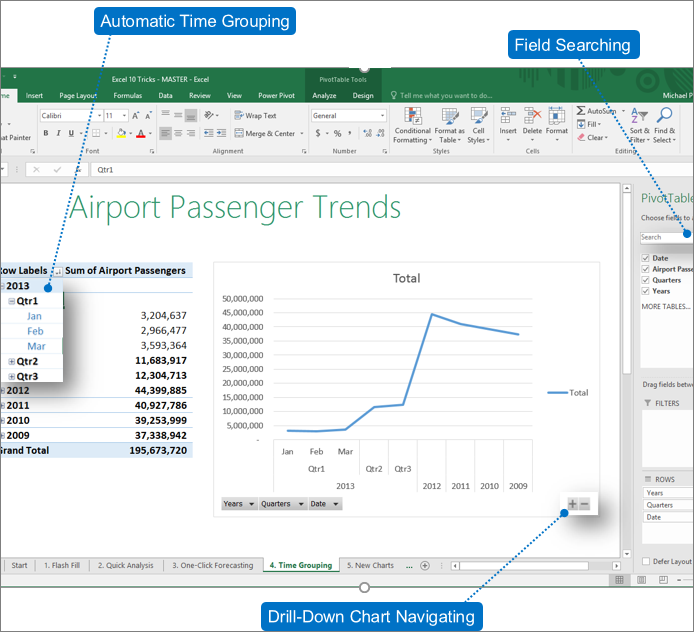 Automatic Time Grouping
Field Searching
Excel 10 Tricks - MASTER - Excel
PivotTable Tools
Insert Page Layout Formulas Data Review View Power Pivot Analyze Design Tell me what you want to do... Michael P
Calibri 11 A A Wrap Text General AutoSum
B I U A Merge & Center $ % Conditional Formatting Format as Table Cell Styles Insert Delete Format Fill Sort & Filter Find & Select
at Painter Clear
Font Alignment Number Styles Cells Editing
Qtr1
Airport Passenger Trends
PivotTable
Choose fields to a
Search
Date
Airport Passe
Quarters
Years
MORE TABLES...
Drag fields betwe
FILTERS
ROWS
Years
Quarters
Date
Defer Layout
Row Labels Sum of Airport Passengers
2013
Qtr1
Jan 3,204,637
Feb 2,966,477
Mar 3,593,364
Qtr2 11,683,917
Qtr3 12,304,713
2012 44,399,885
2011 40,927,786
2010 39,253,999
2009 37,338,942
Grand Total 195,673,720
Total
50,000,000
45,000,000
40,000,000
35,000,000
30,000,000
25,000,000
20,000,000
15,000,000
10,000,000
5,000,000
-
Total
Jan Feb Mar
Qtr1 Qtr2 Qtr3
2013 2012 2011 2010 2009
Years Quarters Date
+ −
Start 1. Flash Fill 2. Quick Analysis 3. One-Click Forecasting 4. Time Grouping 5. New Charts ...
Drill-Down Chart Navigating